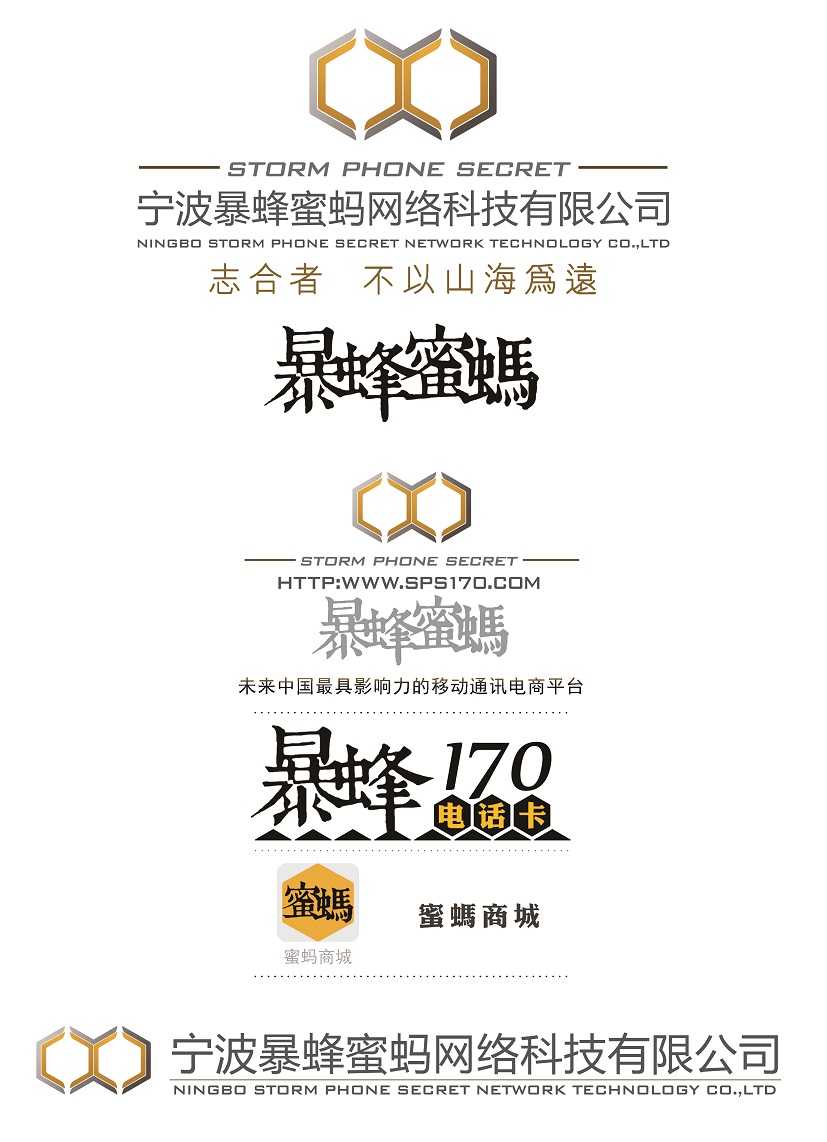 STORM PHONE SECRET
宁波暴蜂蜜蚂网络科技有限公司
NINGBO STORM PHONE SECRET NETWORK TECHNOLOGY CO.,LTD
志合者 不以山海爲遠
暴蜂蜜螞
STORM PHONE SECRET
HTTP:WWW.SPS170.COM
暴蜂蜜螞
未来中国最具影响力的移动通讯电商平台
暴蜂170
电话卡
蜜螞
蜜螞商城
蜜蚂商城
宁波暴蜂蜜蚂网络科技有限公司
NINGBO STORM PHONE SECRET NETWORK TECHNOLOGY CO.,LTD